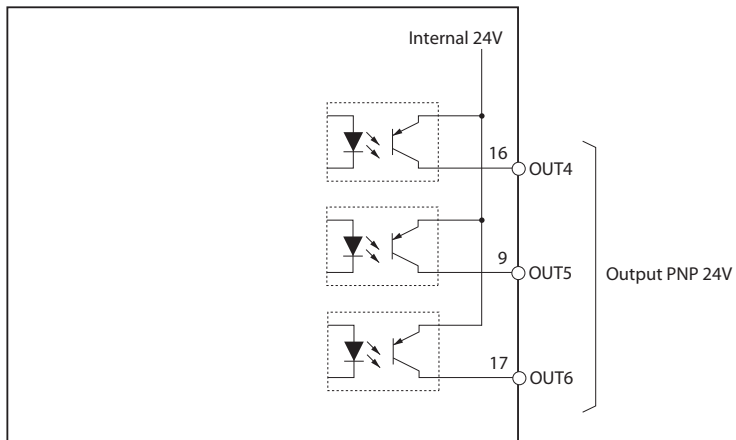 Internal 24V
16
OUT4
9
OUT5
Output PNP 24V
17
OUT6